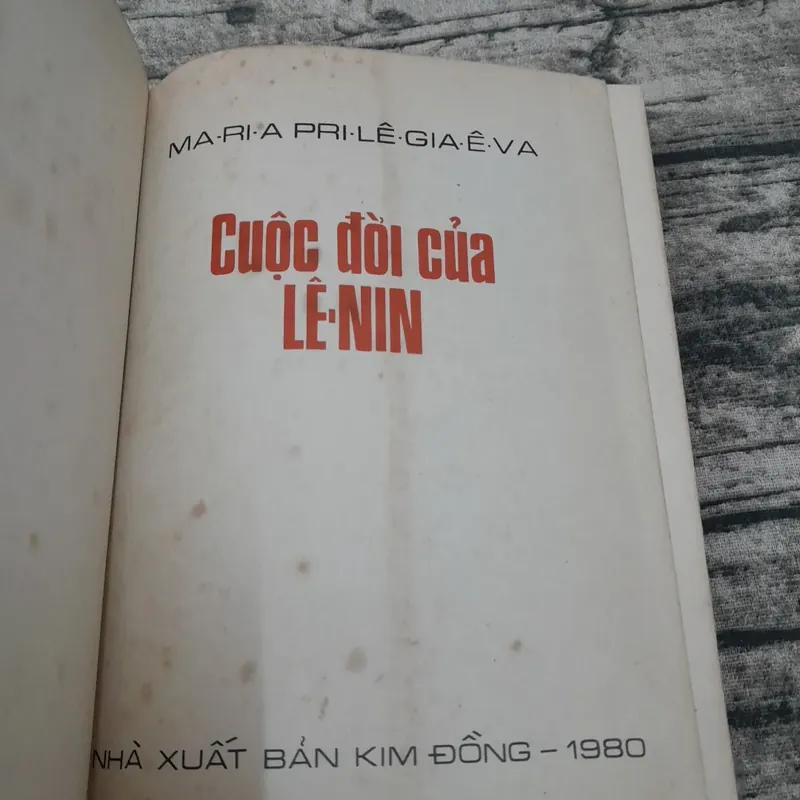 MA·RI·A PRI·LÊ·GIA·Ê·VA
Cuộc đời của
LÊ·NIN
NHÀ XUẤT BẢN KIM ĐỒNG – 1980